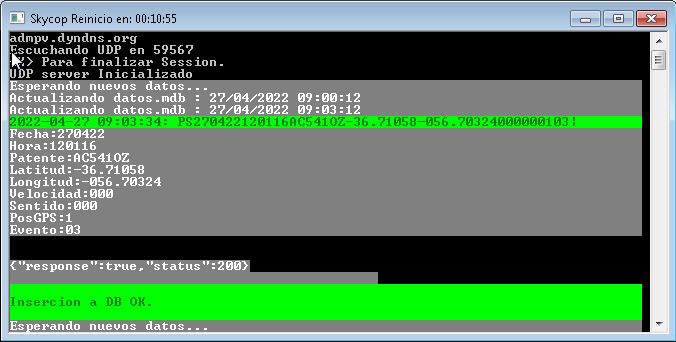 Skycop Reinicio en: 00:10:55
admpv.dyndns.org
Escuchando UDP en 59567
> Para finalizar Session.
UDP server Inicializado
Esperando nuevos datos...
Actualizando datos.mdb : 27/04/2022 09:00:12
Actualizando datos.mdb : 27/04/2022 09:03:12
2022-04-27 09:03:34: PS270422120116AC541OZ-36.71058-056.70324000000103¦
Fecha:270422
Hora:120116
Patente:AC541OZ
Latitud:-36.71058
Longitud:-056.70324
Velocidad:000
Sentido:000
PosGPS:1
Evento:03
{"response":true,"status":200}
Insercion a DB OK.
Esperando nuevos datos...